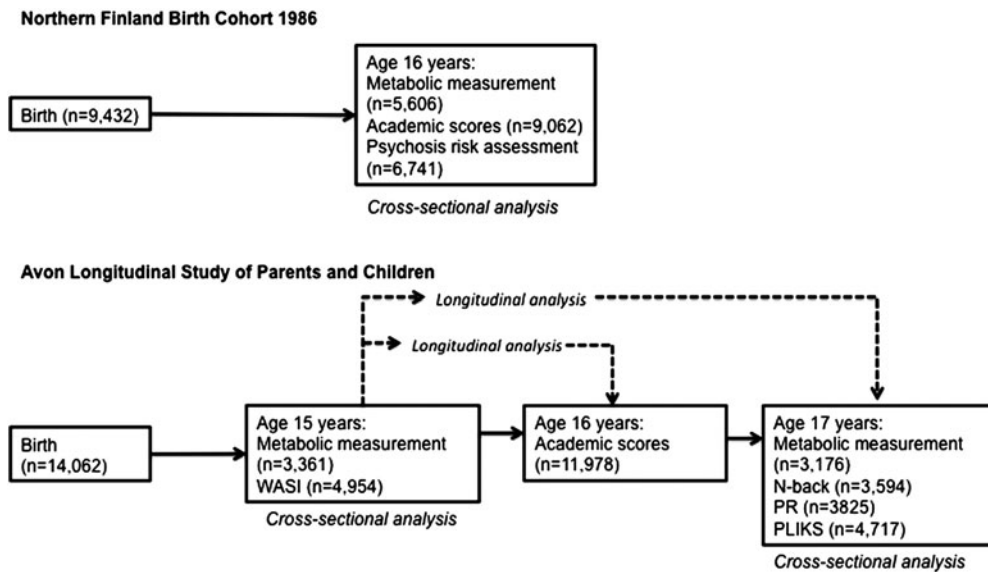 Northern Finland Birth Cohort 1986
Birth (n=9,432)
Age 16 years:
Metabolic measurement
(n=5,606)
Academic scores (n=9,062)
Psychosis risk assessment
(n=6,741)
Cross-sectional analysis
Avon Longitudinal Study of Parents and Children
Longitudinal analysis
Longitudinal analysis
Birth
(n=14,062)
Age 15 years:
Metabolic measurement
(n=3,361)
WASI (n=4,954)
Cross-sectional analysis
Age 16 years:
Academic scores
(n=11,978)
Age 17 years:
Metabolic measurement
(n=3,176)
N-back (n=3,594)
PR (n=3825)
PLIKS (n=4,717)
Cross-sectional analysis